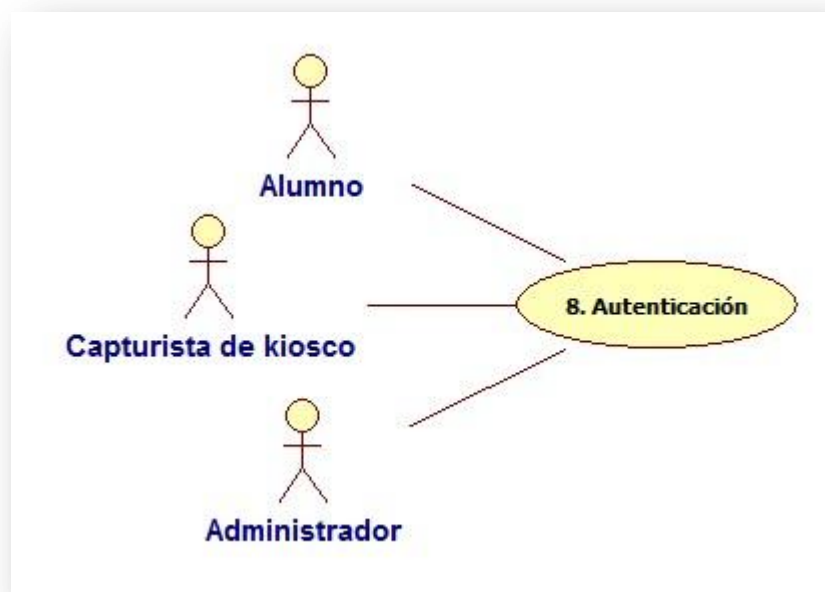 Alumno
Capturista de kiosco
8. Autenticación
Administrador